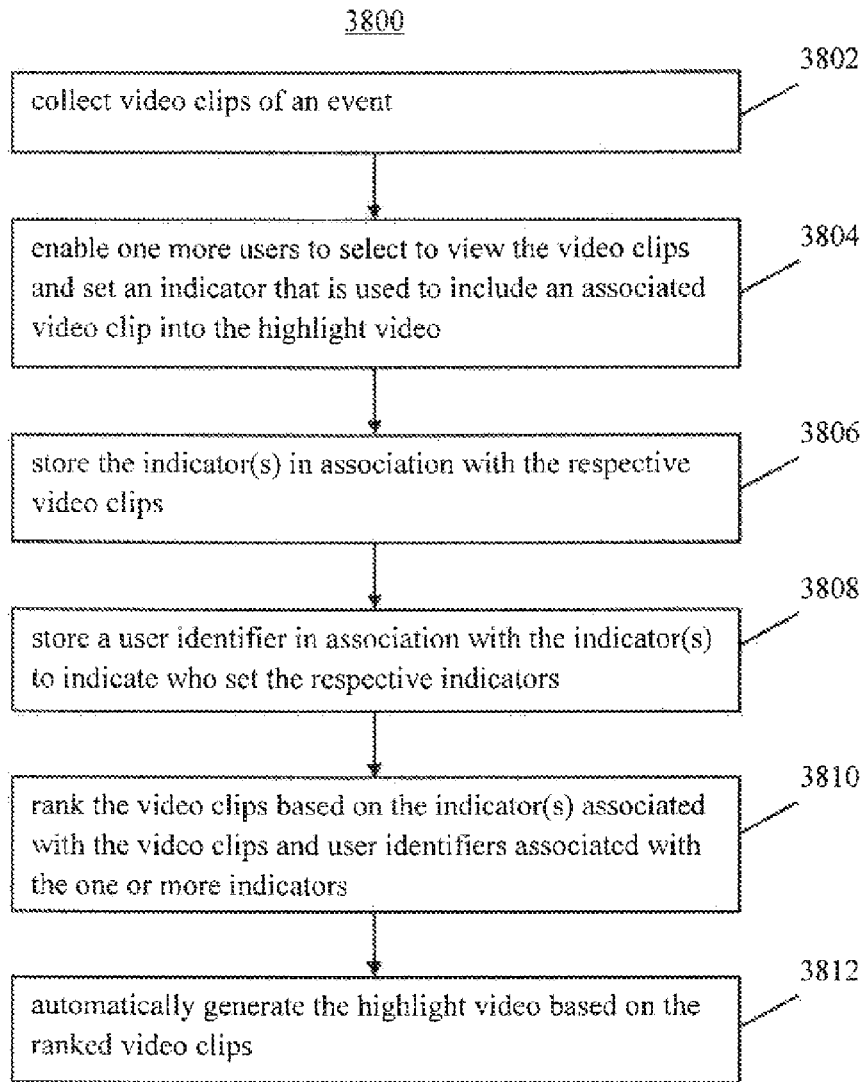 3800
3802
collect video clips of an event
3804
enable one more users to select to view the video clips
and set an indicator that is used to include an associated
video clip into the highlight video
3806
store the indicator(s) in association with the respective
video clips
3808
store a user identifier in association with the indicator(s)
to indicate who set the respective indicators
3810
rank the video clips based on the indicator(s) associated
with the video clips and user identifiers associated with
the one or more indicators
3812
automatically generate the highlight video based on the
ranked video clips